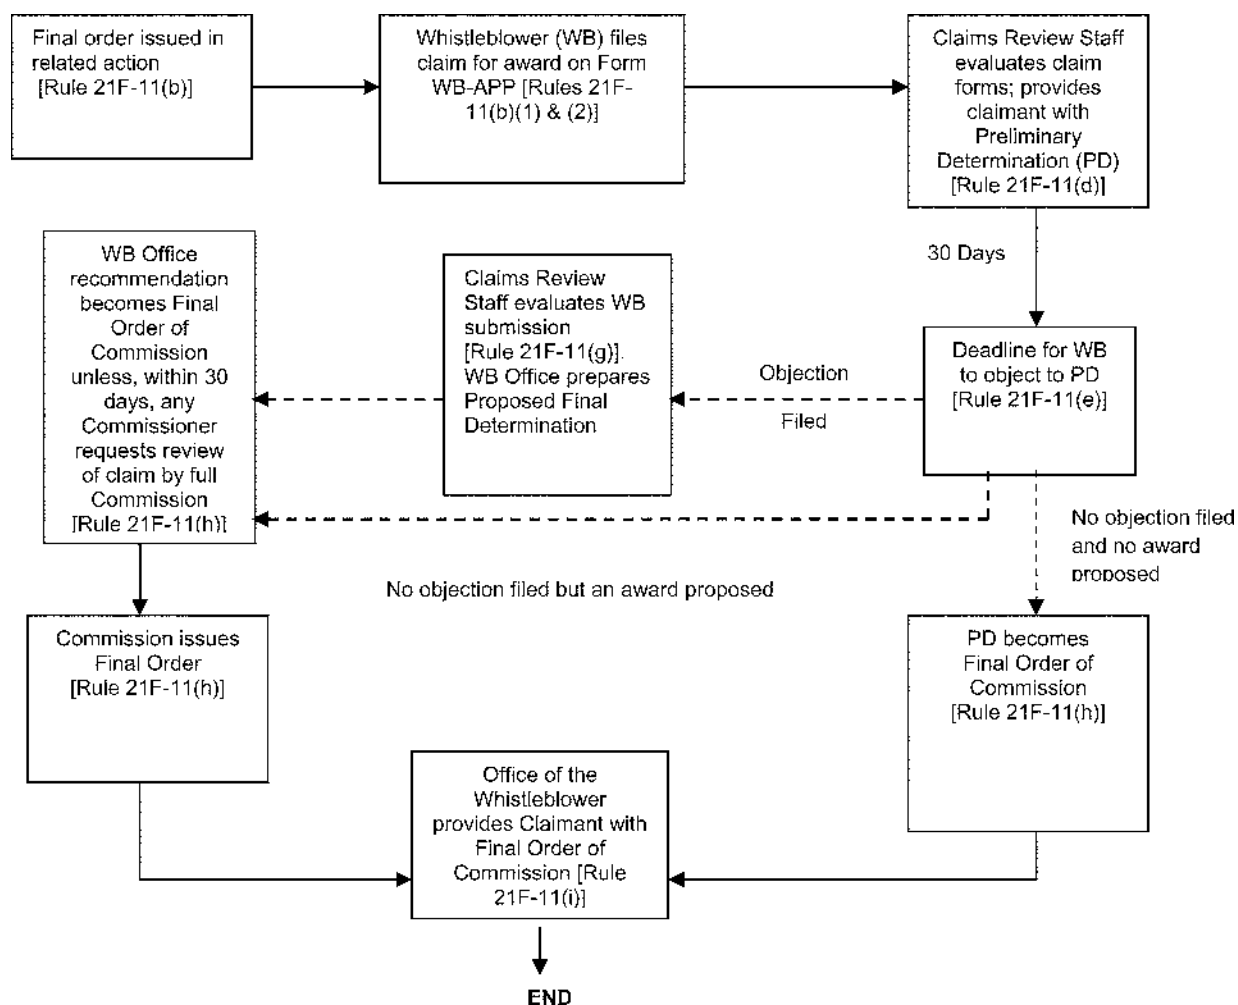 Final order issued in
related action
[Rule 21F-11(b)]
Whistleblower (WB) files
claim for award on Form
WB-APP [Rules 21F-
11(b)(1) & (2)]
Claims Review Staff
evaluates claim
forms; provides
claimant with
Preliminary
Determination (PD)
[Rule 21F-11(d)]
30 Days
Deadline for WB
to object to PD
[Rule 21F-11(e)]
Objection
Filed
Claims Review
Staff evaluates WB
submission
[Rule 21F-11(g)].
WB Office prepares
Proposed Final
Determination
WB Office
recommendation
becomes Final
Order of
Commission
unless, within 30
days, any
Commissioner
requests review
of claim by full
Commission
[Rule 21F-11(h)]
No objection filed
and no award
proposed
No objection filed but an award proposed
Commission issues
Final Order
[Rule 21F-11(h)]
PD becomes
Final Order of
Commission
[Rule 21F-11(h)]
Office of the
Whistleblower
provides Claimant with
Final Order of
Commission [Rule
21F-11(i)]
END